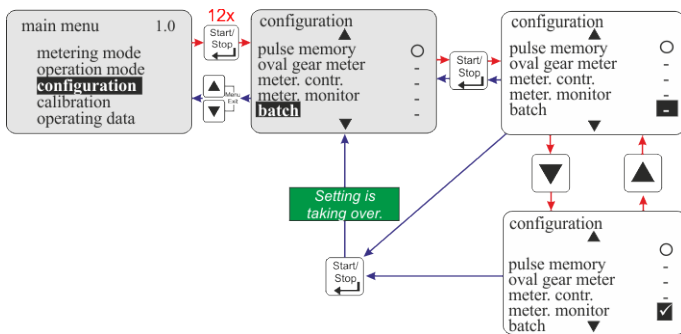 main menu 1.0
metering mode
operation mode
configuration
calibration
operating data
12x
Start/
Stop
Menu
Exit
configuration
pulse memory
oval gear meter -
meter. contr. -
meter. monitor -
batch -
Start/
Stop
configuration
pulse memory
oval gear meter -
meter. contr. -
meter. monitor -
batch -
Setting is
taking over.
Start/
Stop
configuration
pulse memory -
oval gear meter -
meter. contr. -
meter. monitor ✓
batch